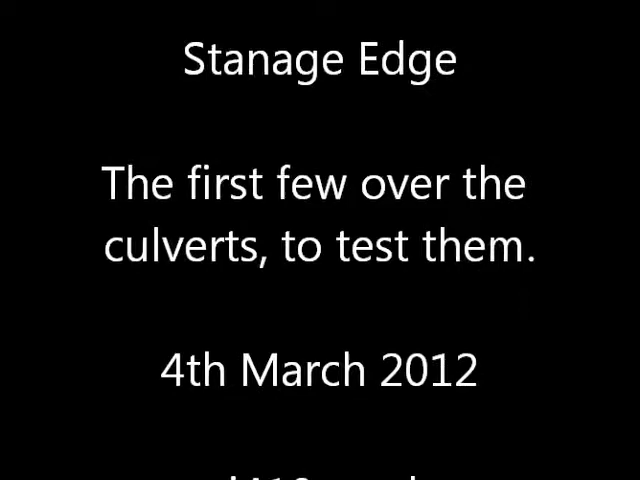 Stanage Edge
The first few over the
culverts, to test them.
4th March 2012